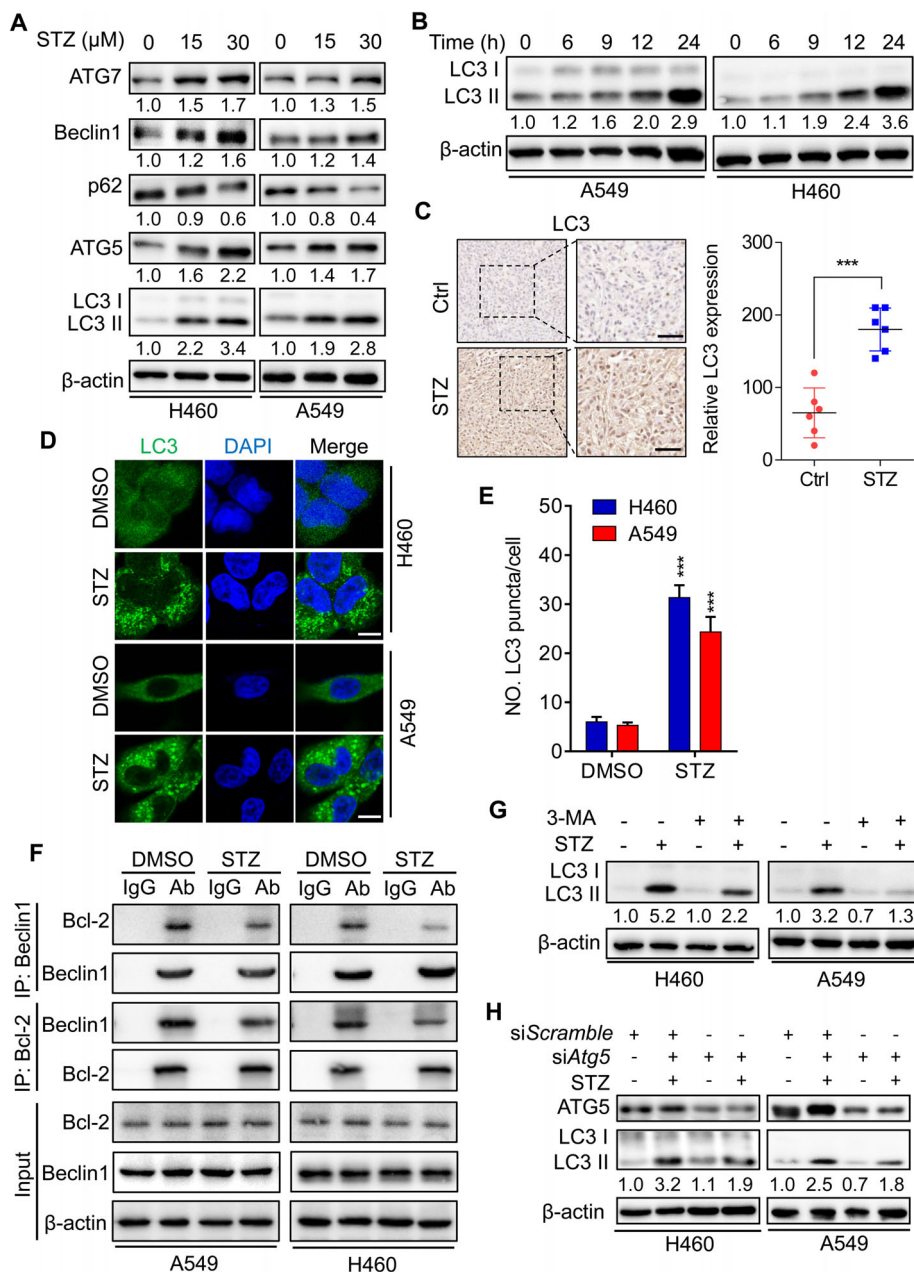 A
STZ (µM) 0 15 30 0 15 30
ATG7
1.0 1.5 1.7 1.0 1.3 1.5
Beclin1
1.0 1.2 1.6 1.0 1.2 1.4
p62
1.0 0.9 0.6 1.0 0.8 0.4
ATG5
1.0 1.6 2.2 1.0 1.4 1.7
LC3 I
LC3 II
1.0 2.2 3.4 1.0 1.9 2.8
β-actin
H460 A549
B
Time (h) 0 6 9 12 24 0 6 9 12 24
LC3 I
LC3 II
1.0 1.2 1.6 2.0 2.9 1.0 1.1 1.9 2.4 3.6
β-actin
A549 H460
C
LC3
Ctrl
STZ
Relative LC3 expression
300
200
100
0
***
Ctrl STZ
D
LC3 DAPI Merge
DMSO
STZ
H460
DMSO
STZ
A549
E
NO. LC3 puncta/cell
50
40
30
20
10
0
H460
A549
***
***
DMSO STZ
F
DMSO STZ DMSO STZ
IgG Ab IgG Ab IgG Ab IgG Ab
IP: Beclin1
Bcl-2
Beclin1
IP: Bcl-2
Beclin1
Bcl-2
Input
Bcl-2
Beclin1
β-actin
A549 H460
G
3-MA - - + + - - + +
STZ - + - + - + - +
LC3 I
LC3 II
1.0 5.2 1.0 2.2 1.0 3.2 0.7 1.3
β-actin
H460 A549
H
siScramble + + - - + + - -
siAtg5 - + + + - + + +
STZ - + - + - + - +
ATG5
LC3 I
LC3 II
1.0 3.2 1.1 1.9 1.0 2.5 0.7 1.8
β-actin
H460 A549